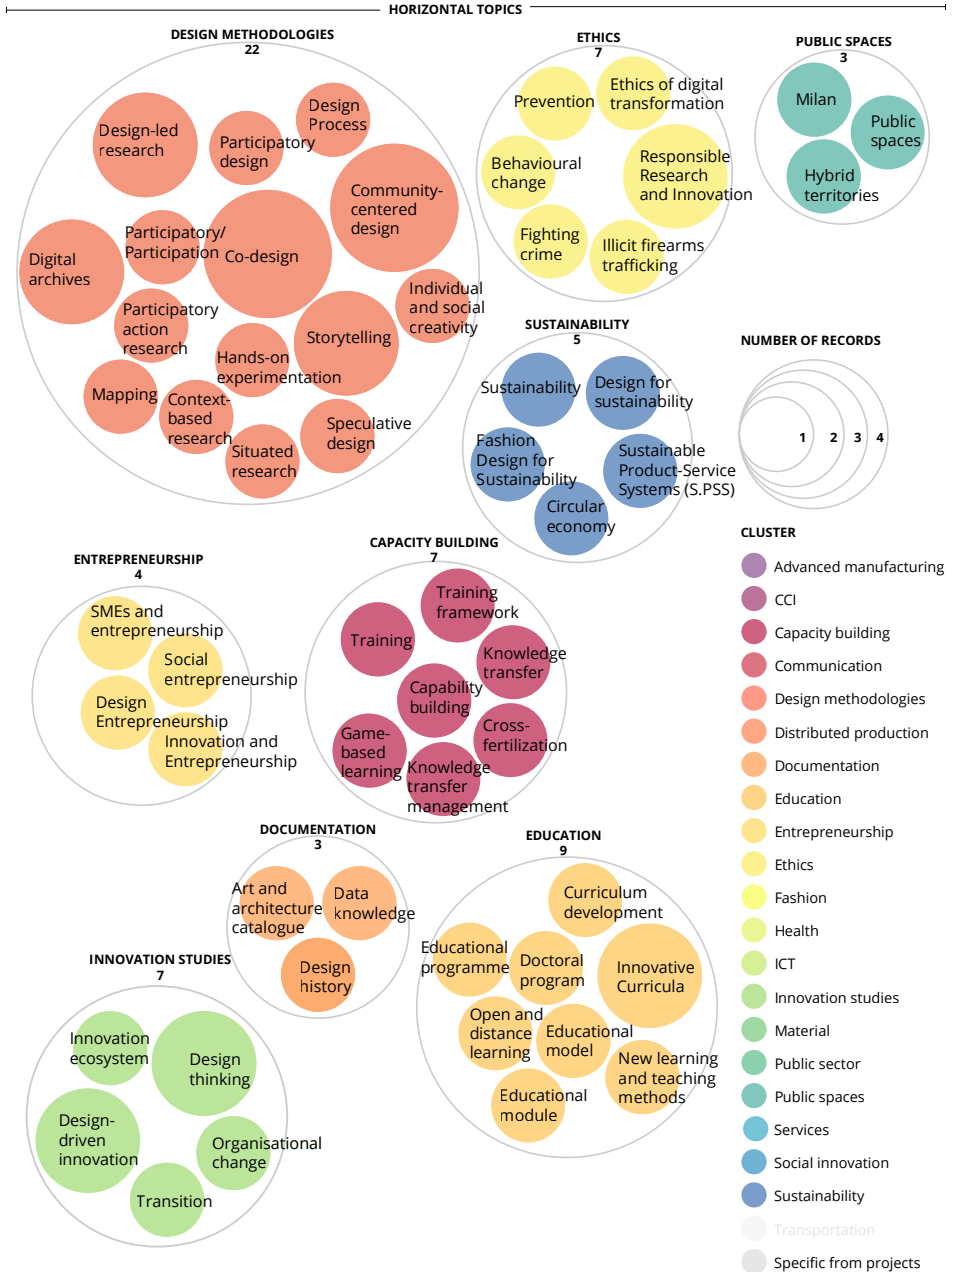 HORIZONTAL TOPICS
DESIGN METHODOLOGIES
22
Design-led
research
Participatory
design
Design
Process
Community-
centered
design
Participatory/
Participation
Co-design
Digital
archives
Individual
and social
creativity
Participatory
action
research
Storytelling
Hands-on
experimentation
Mapping
Context-
based
research
Speculative
design
Situated
research
ETHICS
7
Prevention
Ethics of digital
transformation
Behavioural
change
Responsible
Research
and Innovation
Fighting
crime
Illicit firearms
trafficking
PUBLIC SPACES
3
Milan
Public
spaces
Hybrid
territories
SUSTAINABILITY
5
Sustainability
Design for
sustainability
Fashion
Design for
Sustainability
Sustainable
Product-Service
Systems (S.PSS)
Circular
economy
NUMBER OF RECORDS
1
2
3
4
ENTREPRENEURSHIP
4
SMEs and
entrepreneurship
Social
entrepreneurship
Design
Entrepreneurship
Innovation and
Entrepreneurship
CAPACITY BUILDING
7
Training
framework
Training
Knowledge
transfer
Capability
building
Game-
based
learning
Cross-
fertilization
Knowledge
transfer
management
DOCUMENTATION
3
Art and
architecture
catalogue
Data
knowledge
Design
history
EDUCATION
9
Curriculum
development
Educational
programme
Doctoral
program
Innovative
Curricula
Open and
distance
learning
Educational
model
New learning
and teaching
methods
Educational
module
INNOVATION STUDIES
7
Innovation
ecosystem
Design
thinking
Design-
driven
innovation
Organisational
change
Transition
CLUSTER
Advanced manufacturing
CCI
Capacity building
Communication
Design methodologies
Distributed production
Documentation
Education
Entrepreneurship
Ethics
Fashion
Health
ICT
Innovation studies
Material
Public sector
Public spaces
Services
Social innovation
Sustainability
Transportation
Specific from projects